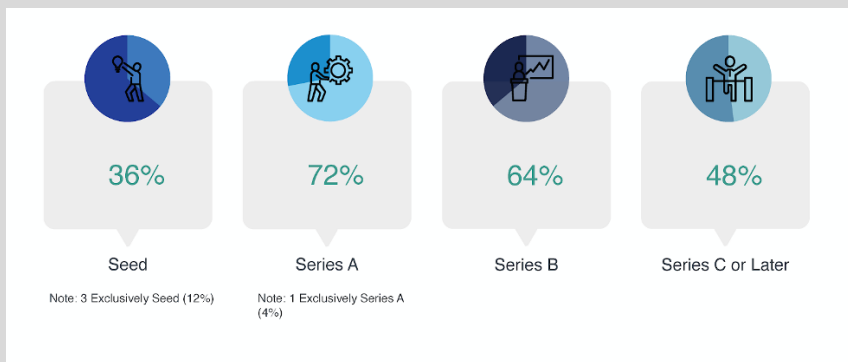 36%
72%
64%
48%
Seed
Series A
Series B
Series C or Later
Note: 3 Exclusively Seed (12%)
Note: 1 Exclusively Series A
(4%)